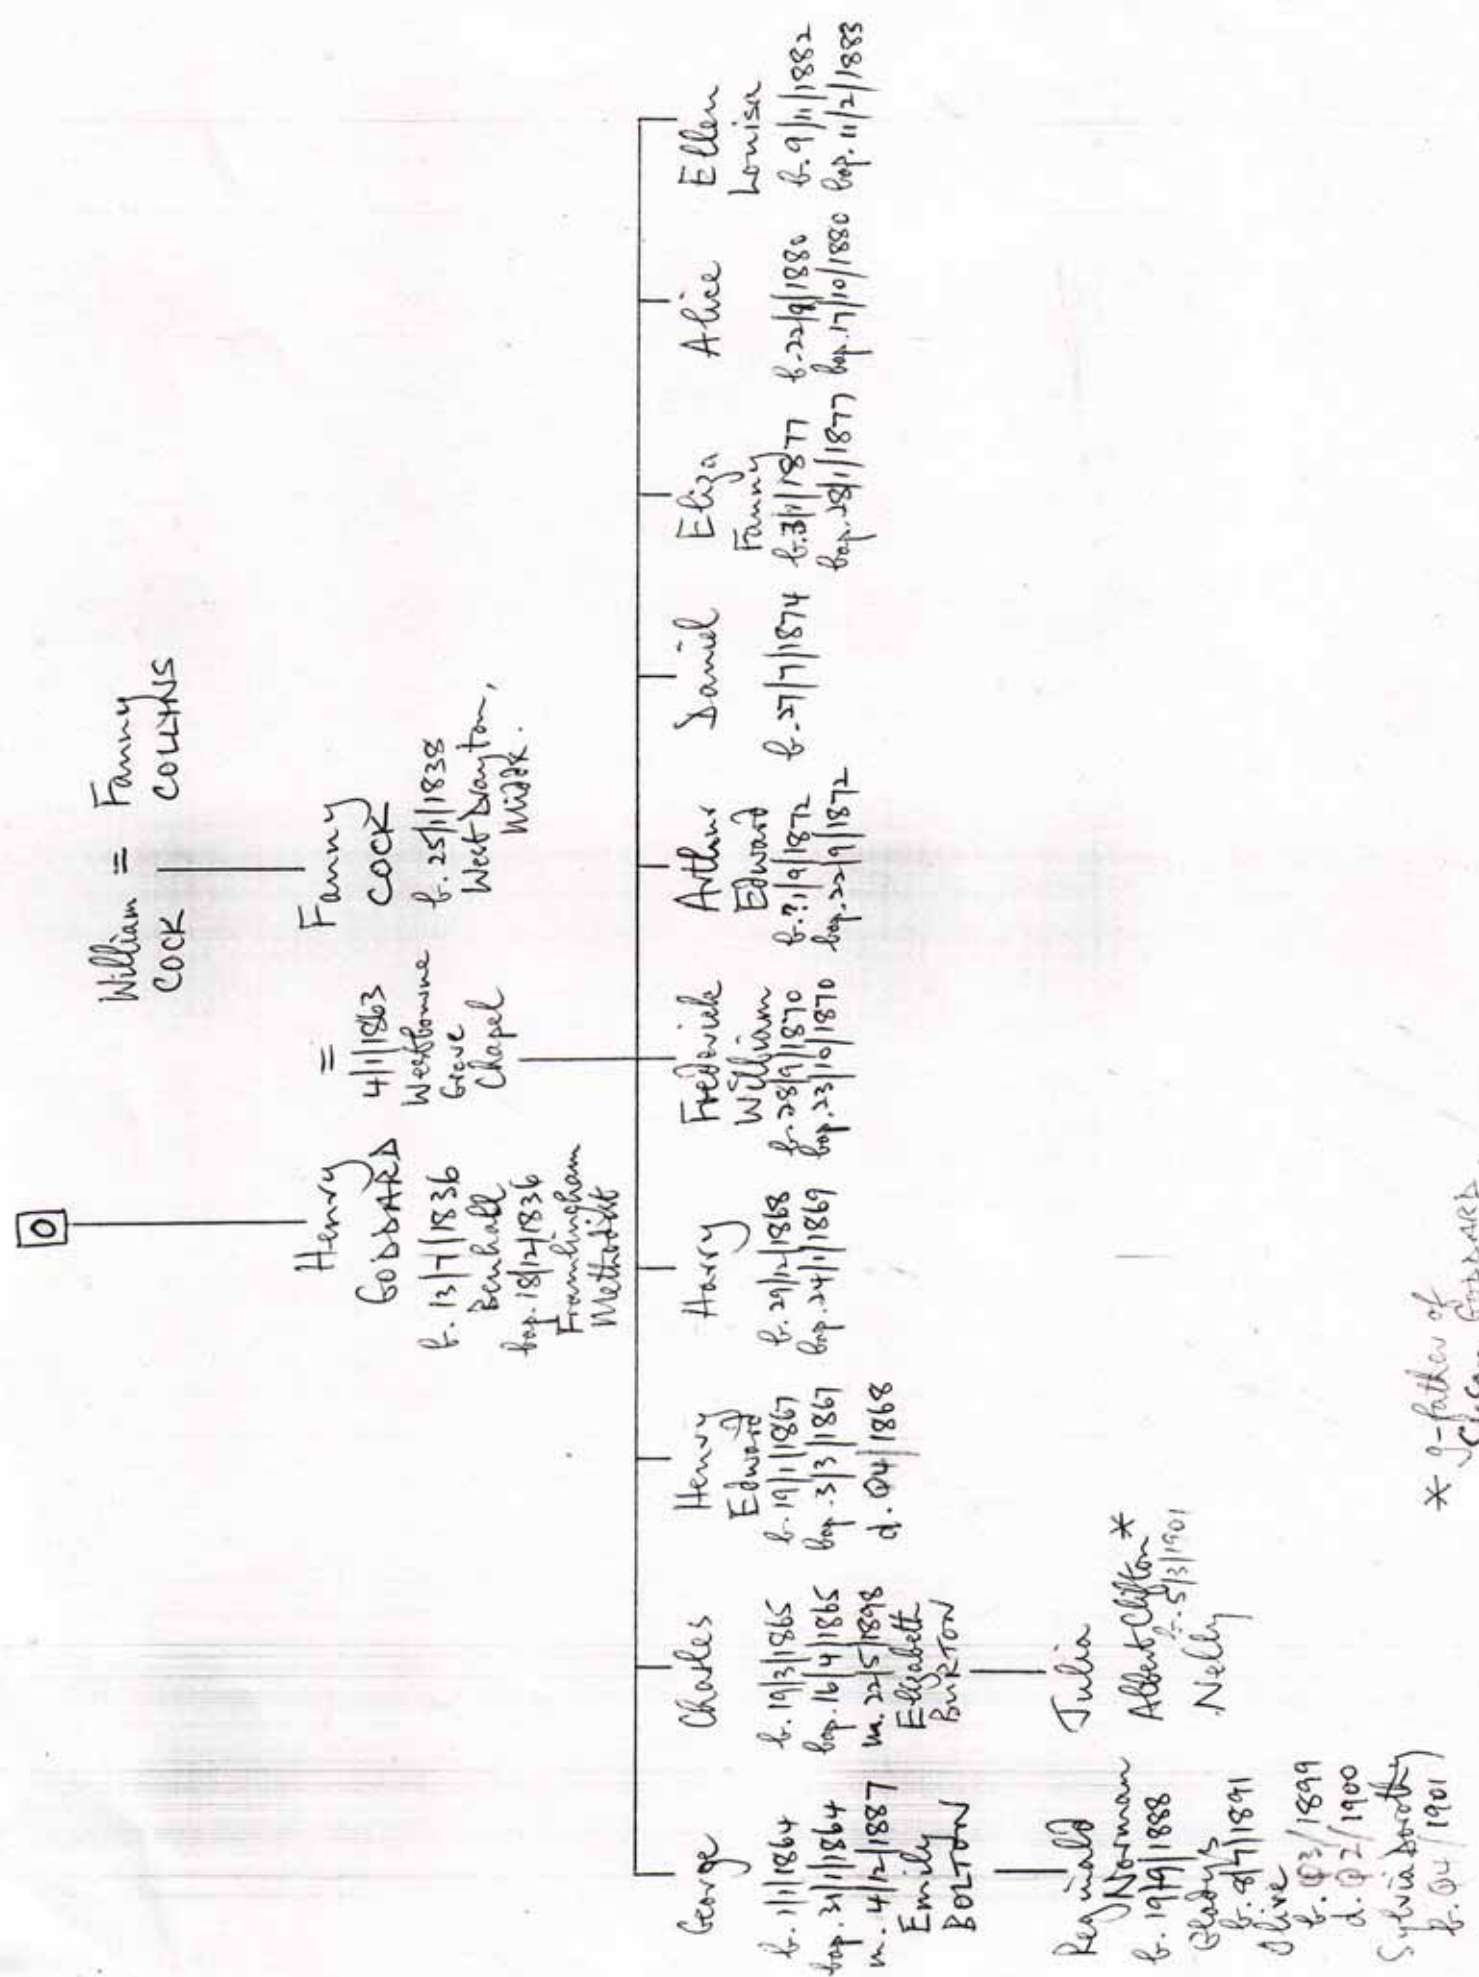 O
William = Fanny
COCK COLLINS
Henry = Fanny
GODDARD 4/1/1863 COCK
b. 13/7/1836 Westbourne b. 25/1/1838
Benhall Grove West Drayton,
bap. 18/12/1836 Chapel Middx.
Framlingham
Methodist
George
b. 1/1/1864
bap. 31/1/1864
m. 4/12/1887
Emily
BOLTON
Reginald
Norman
b. 19/9/1888
Gladys
b. 8/7/1891
Olive
b. Q3/1899
d. Q2/1900
Sylvia Dorothy
b. Q4/1901
Charles
b. 19/3/1865
bap. 16/4/1865
m. 22/5/1898
Elizabeth
BURTON
Julia
Albert Clifton *
b. 5/3/1901
Nelly
Henry
Edward
b. 19/1/1867
bap. 3/3/1867
d. Q4/1868
Harry
b. 29/12/1868
bap. 24/1/1869
Frederick
William
b. 28/9/1870
bap. 23/10/1870
Arthur
Edward
b. ?/9/1872
bap. 22/9/1872
Daniel
b. 27/7/1874
Eliza
Fanny
b. 3/1/1877
bap. 28/1/1877
Alice
b. 22/8/1880
bap. 17/10/1880
Ellen
Louisa
b. 9/11/1882
bap. 11/2/1883
* g-father of
GODDARD